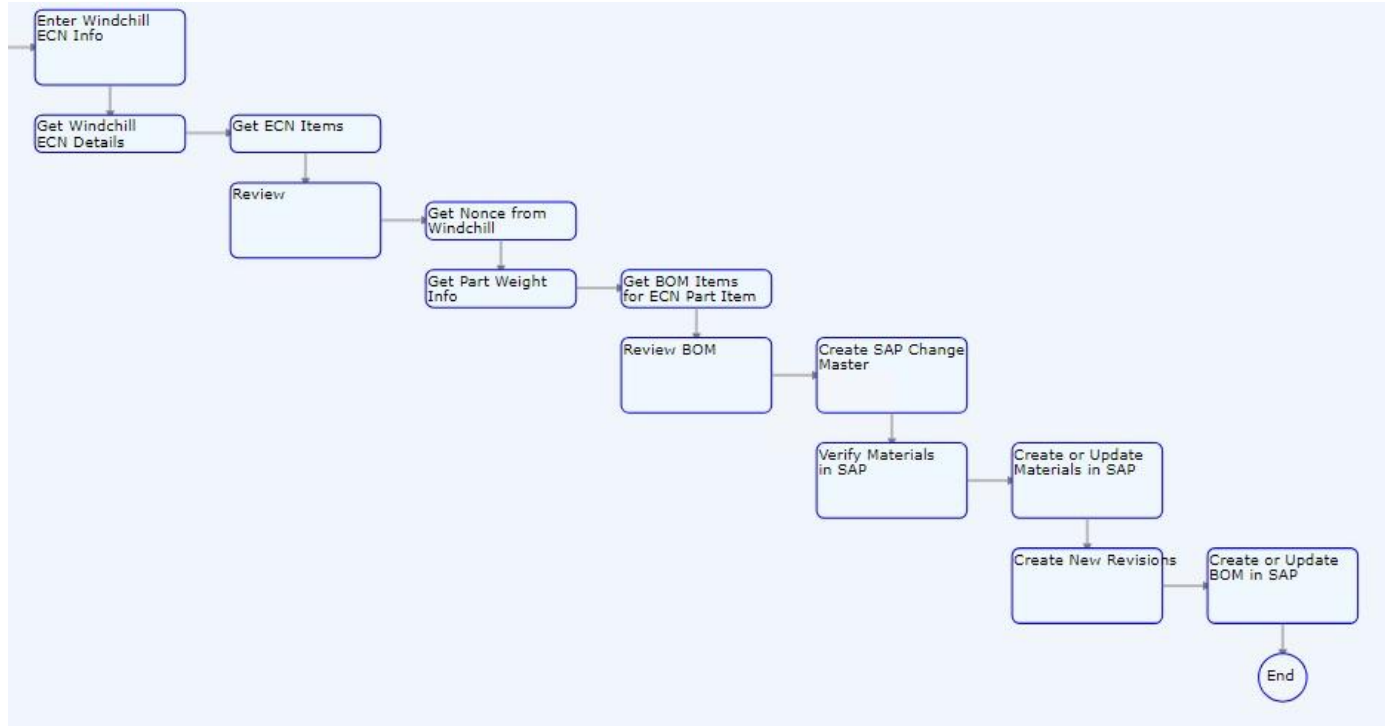 Enter Windchill
ECN Info
Get Windchill
ECN Details
Get ECN Items
Review
Get Nonce from
Windchill
Get Part Weight
Info
Get BOM Items
for ECN Part Item
Review BOM
Create SAP Change
Master
Verify Materials
in SAP
Create or Update
Materials in SAP
Create New Revisions
Create or Update
BOM in SAP
End